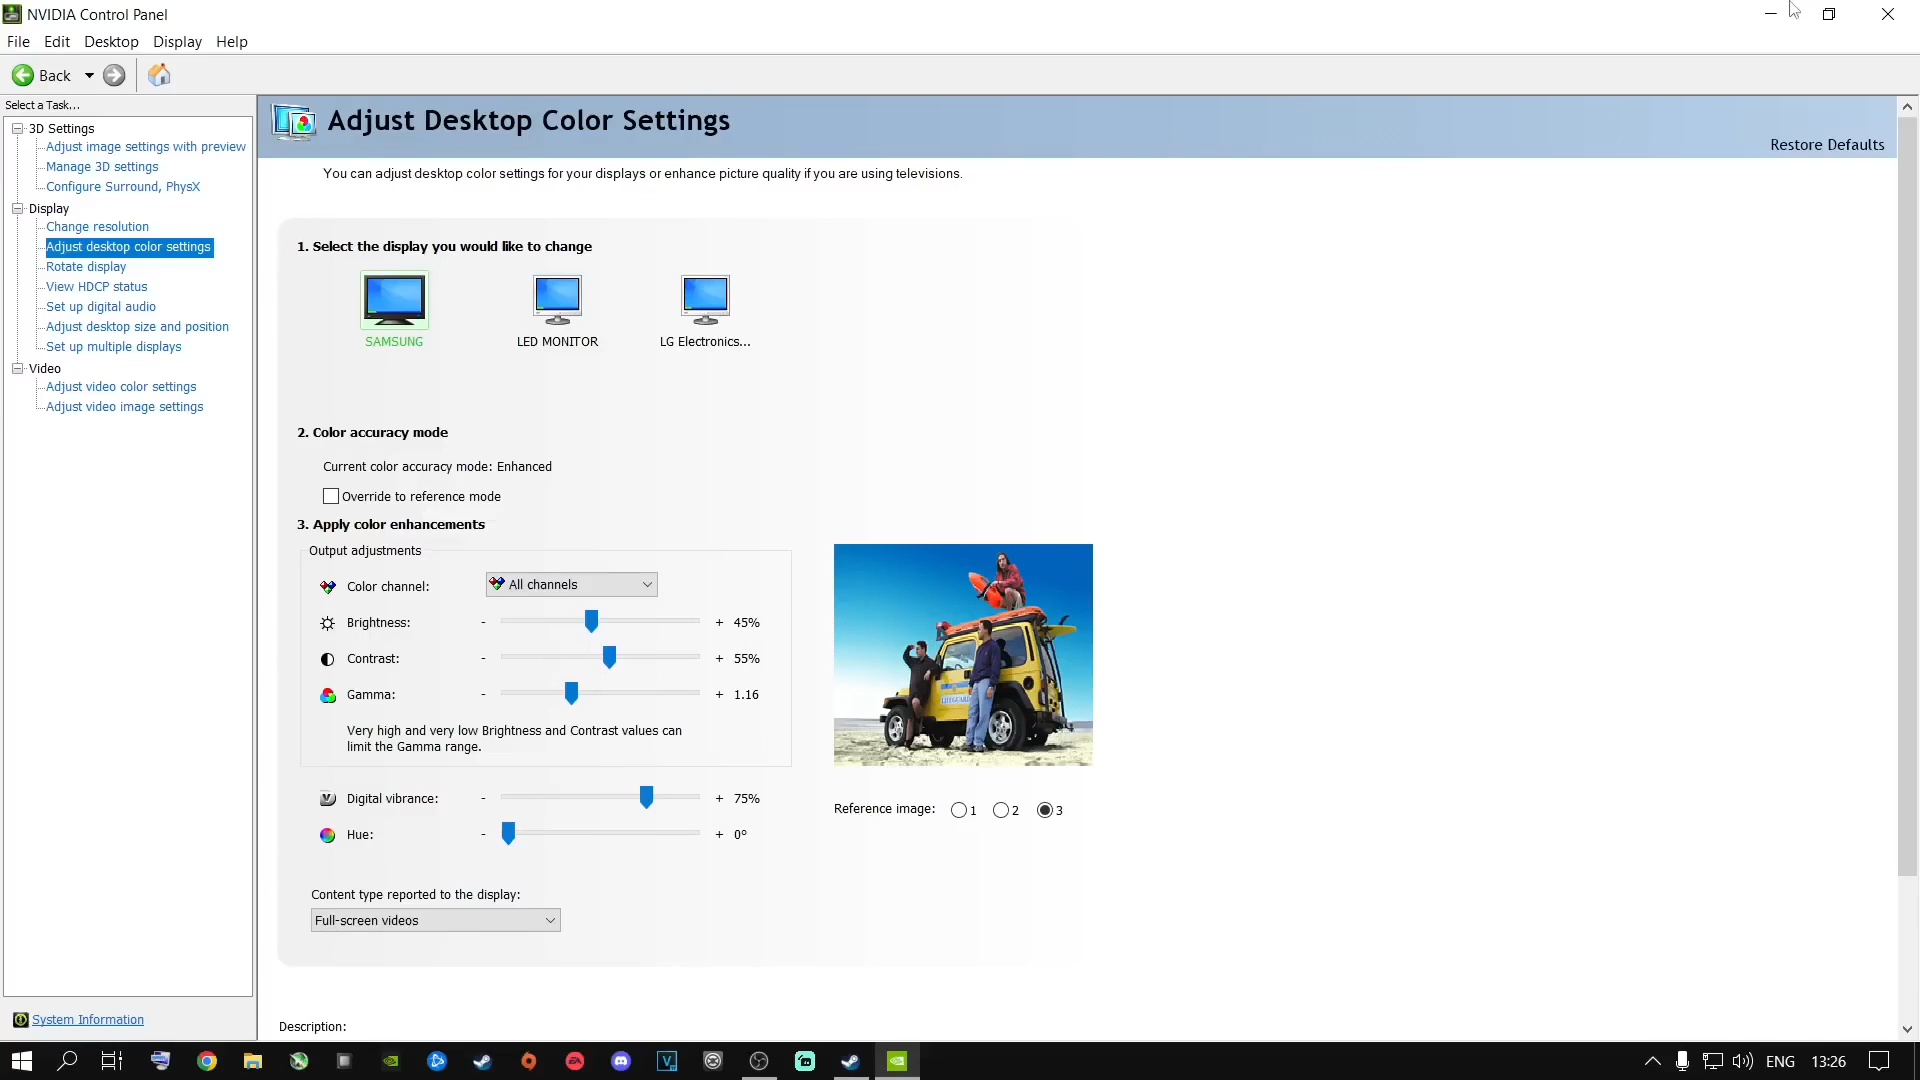 NVIDIA Control Panel
File Edit Desktop Display Help
Back
Select a Task...
3D Settings
Adjust image settings with preview
Manage 3D settings
Configure Surround, PhysX
Display
Change resolution
Adjust desktop color settings
Rotate display
View HDCP status
Set up digital audio
Adjust desktop size and position
Set up multiple displays
Video
Adjust video color settings
Adjust video image settings
System Information
Adjust Desktop Color Settings
Restore Defaults
You can adjust desktop color settings for your displays or enhance picture quality if you are using televisions.
1. Select the display you would like to change
SAMSUNG LED MONITOR LG Electronics...
2. Color accuracy mode
Current color accuracy mode: Enhanced
Override to reference mode
3. Apply color enhancements
Output adjustments
Color channel: All channels
Brightness: - + 45%
Contrast: - + 55%
Gamma: - + 1.16
Very high and very low Brightness and Contrast values can
limit the Gamma range.
Digital vibrance: - + 75%
Hue: - + 0°
LIFEGUARD
Reference image: 1 2 3
Content type reported to the display:
Full-screen videos
Description:
ENG 13:26